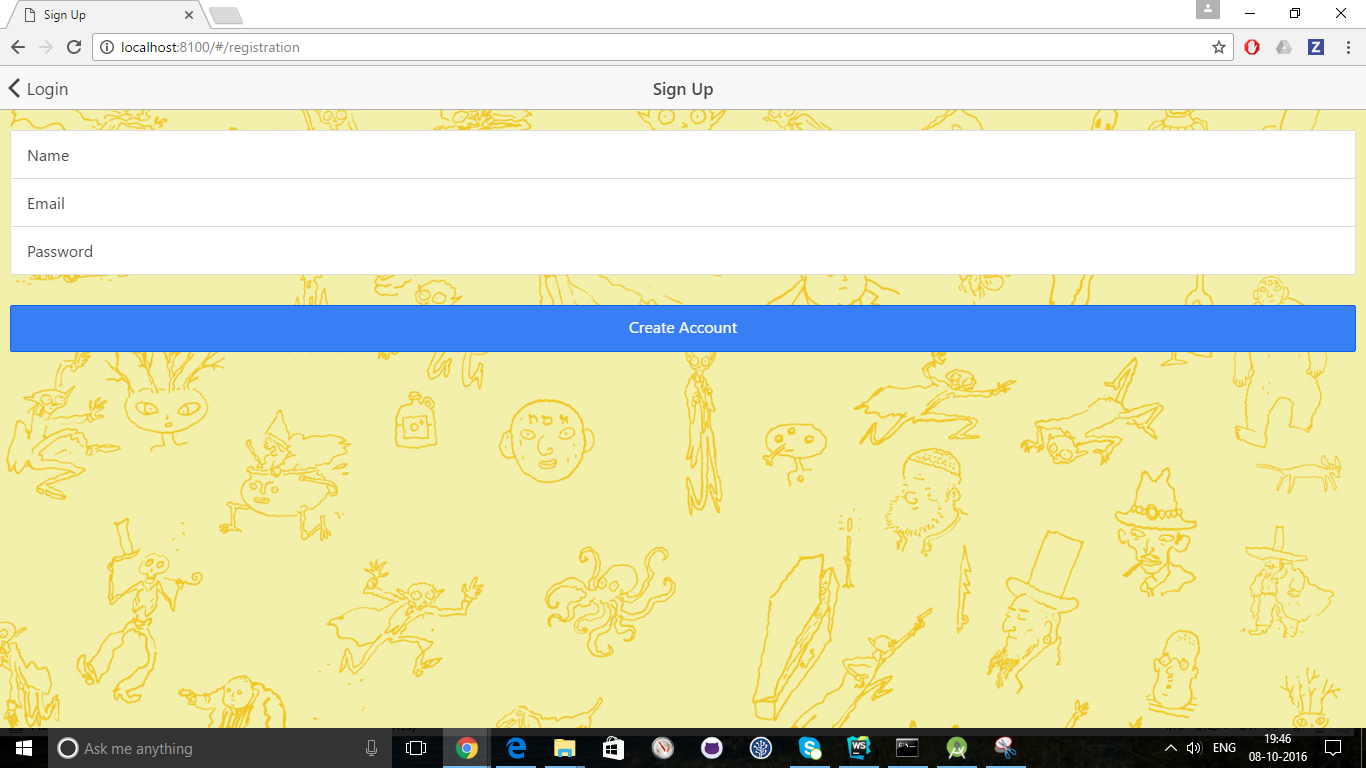 Sign Up
localhost:8100/#/registration
Z
Login
Sign Up
Name
Email
Password
Create Account
Ask me anything
WS
ENG
19:46
08-10-2016